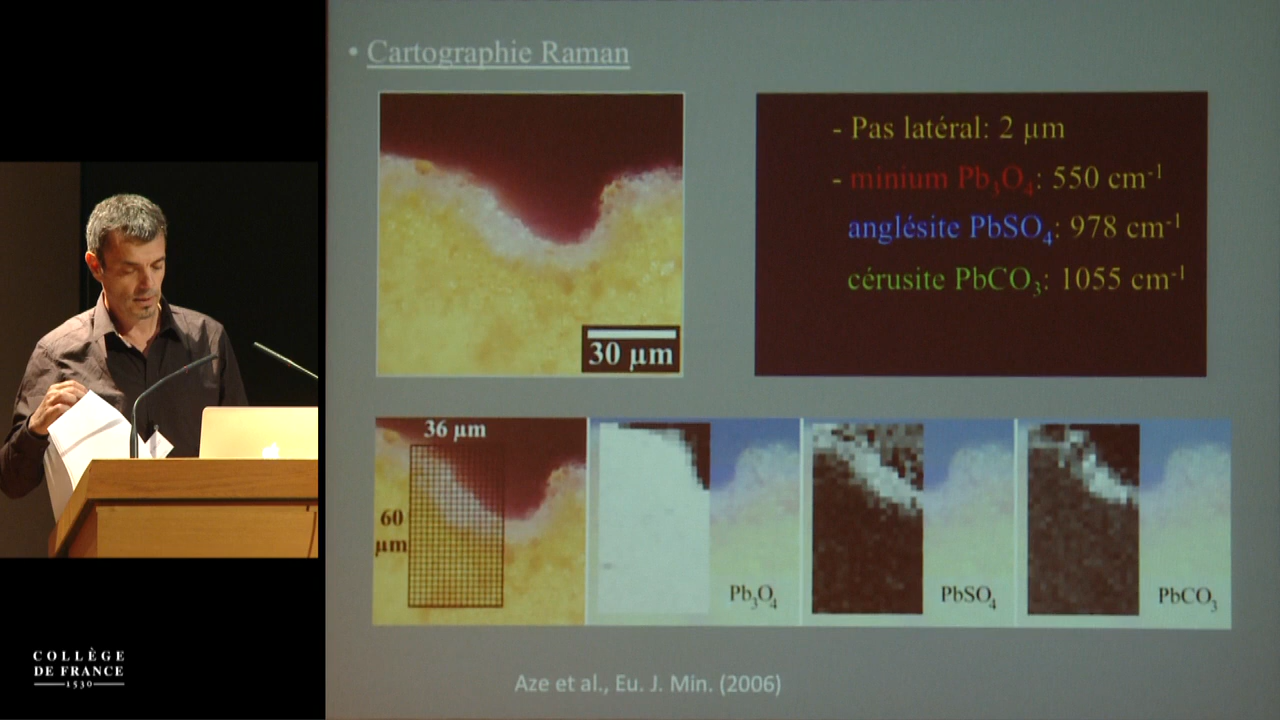 • Cartographie Raman
30 µm
- Pas latéral: 2 µm
- minium Pb₃O₄: 550 cm⁻¹
anglésite PbSO₄: 978 cm⁻¹
cérusite PbCO₃: 1055 cm⁻¹
36 µm
60
µm
Pb₃O₄
PbSO₄
PbCO₃
Aze et al., Eu. J. Min. (2006)
COLLÈGE
DE FRANCE
1530